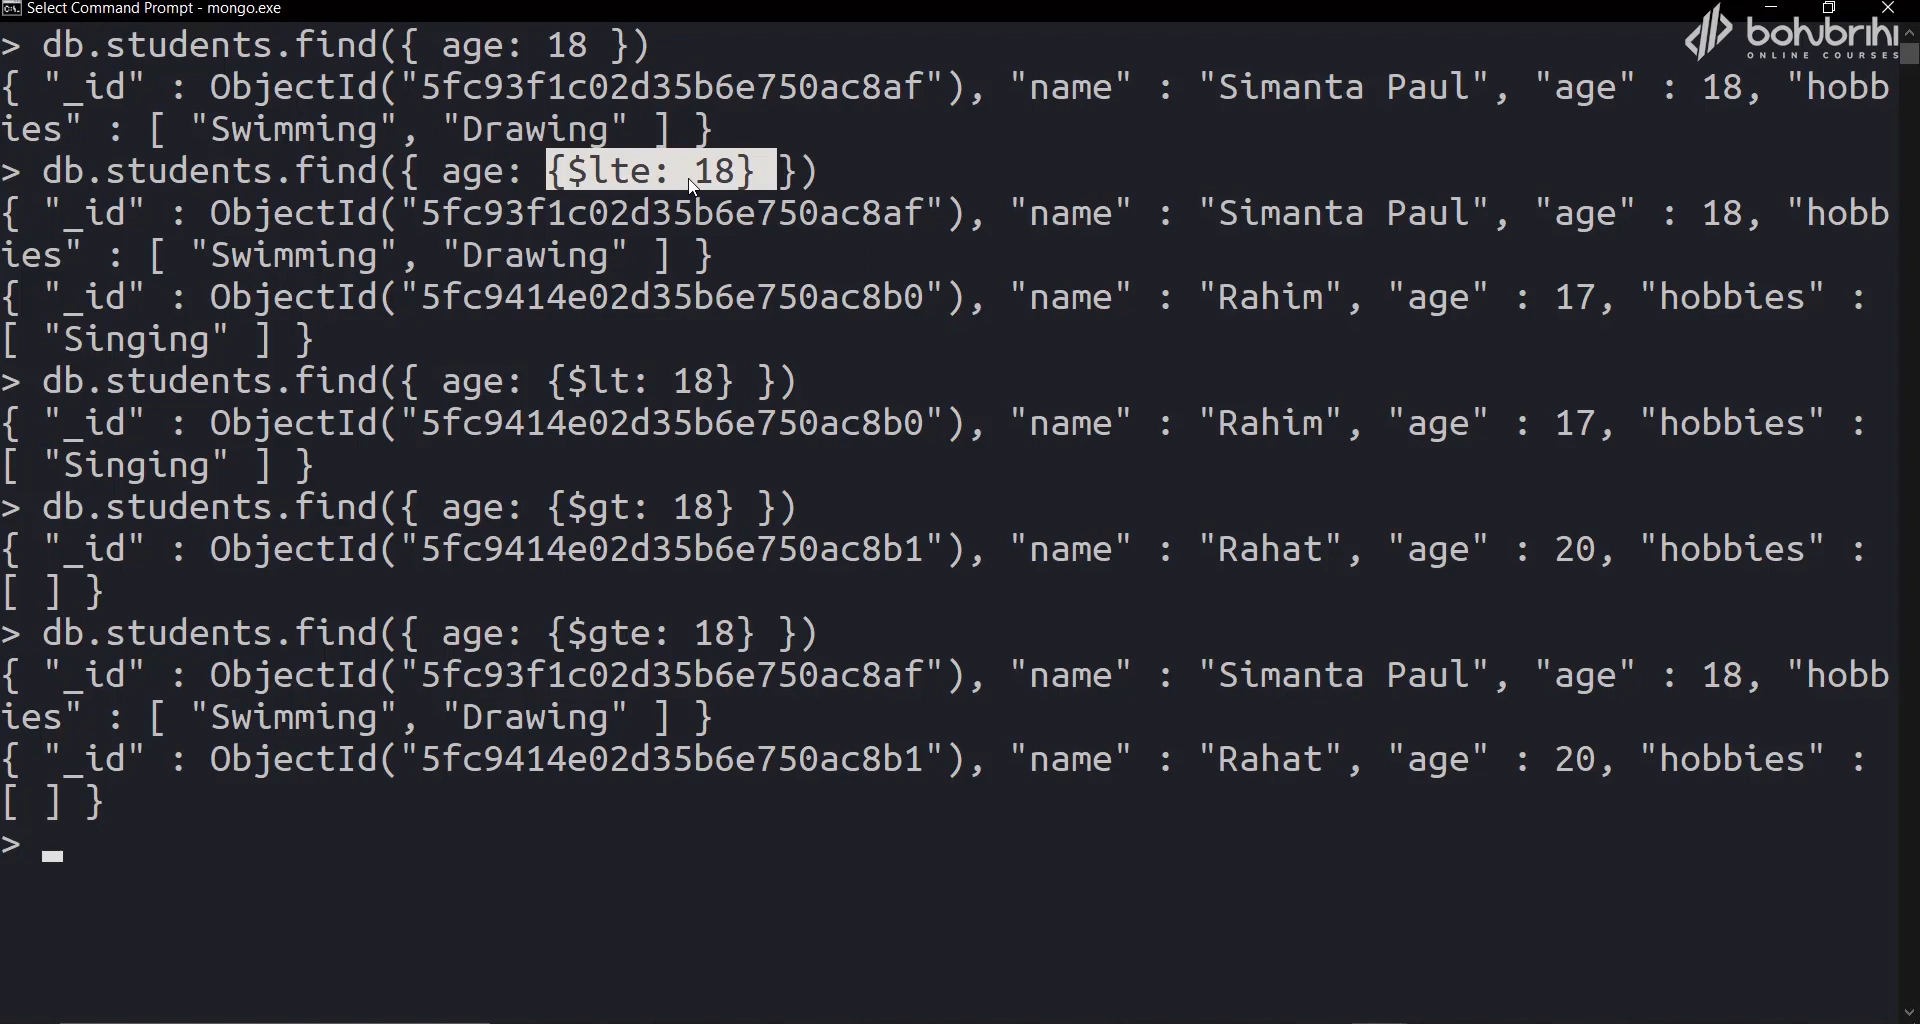 Select Command Prompt - mongo.exe
bohubrihi
ONLINE COURSES
> db.students.find({ age: 18 })
{ "_id" : ObjectId("5fc93f1c02d35b6e750ac8af"), "name" : "Simanta Paul", "age" : 18, "hobb
ies" : [ "Swimming", "Drawing" ] }
> db.students.find({ age: {$lte: 18} })
{ "_id" : ObjectId("5fc93f1c02d35b6e750ac8af"), "name" : "Simanta Paul", "age" : 18, "hobb
ies" : [ "Swimming", "Drawing" ] }
{ "_id" : ObjectId("5fc9414e02d35b6e750ac8b0"), "name" : "Rahim", "age" : 17, "hobbies" :
[ "Singing" ] }
> db.students.find({ age: {$lt: 18} })
{ "_id" : ObjectId("5fc9414e02d35b6e750ac8b0"), "name" : "Rahim", "age" : 17, "hobbies" :
[ "Singing" ] }
> db.students.find({ age: {$gt: 18} })
{ "_id" : ObjectId("5fc9414e02d35b6e750ac8b1"), "name" : "Rahat", "age" : 20, "hobbies" :
[ ] }
> db.students.find({ age: {$gte: 18} })
{ "_id" : ObjectId("5fc93f1c02d35b6e750ac8af"), "name" : "Simanta Paul", "age" : 18, "hobb
ies" : [ "Swimming", "Drawing" ] }
{ "_id" : ObjectId("5fc9414e02d35b6e750ac8b1"), "name" : "Rahat", "age" : 20, "hobbies" :
[ ] }
>